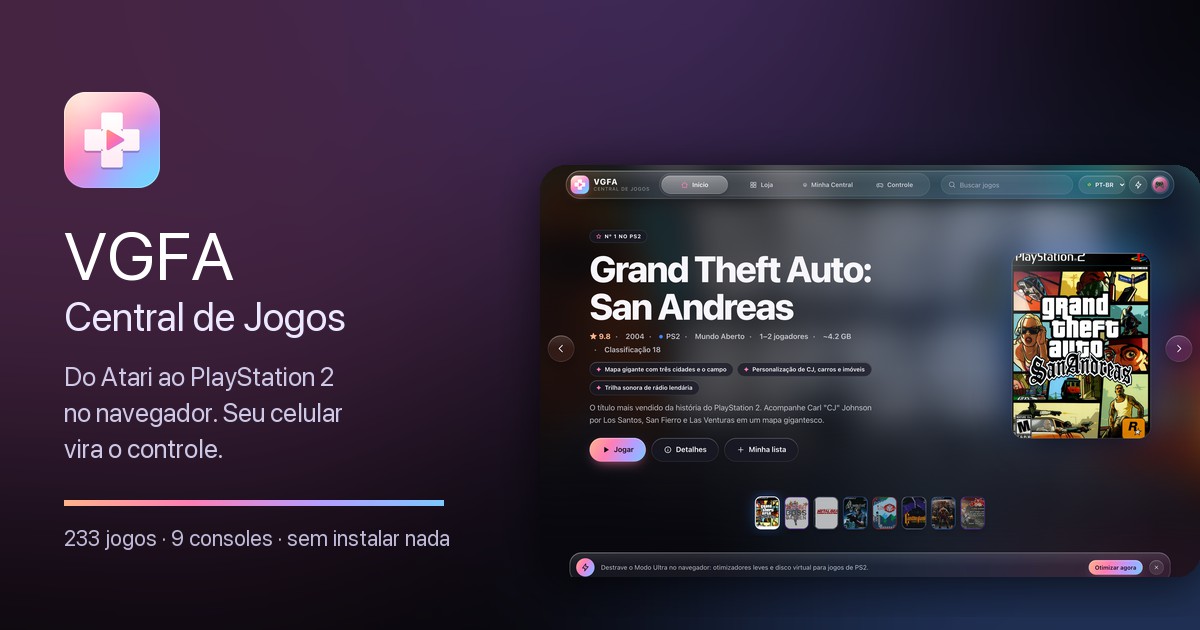 VGFA
Central de Jogos
Do Atari ao PlayStation 2
no navegador. Seu celular
vira o controle.
233 jogos · 9 consoles · sem instalar nada
VGFA
CENTRAL DE JOGOS
Início
Loja
Minha Central
Controle
Buscar jogos
PT-BR
Nº 1 NO PS2
Grand Theft Auto:
San Andreas
9.8 · 2004 · PS2 · Mundo Aberto · 1–2 jogadores · ~4.2 GB
· Classificação 18
Mapa gigante com três cidades e o campo
Personalização de CJ, carros e imóveis
Trilha sonora de rádio lendária
O título mais vendido da história do PlayStation 2. Acompanhe Carl "CJ" Johnson
por Los Santos, San Fierro e Las Venturas em um mapa gigantesco.
Jogar
Detalhes
Minha lista
PlayStation 2
grand
theft
auto
San Andreas
M
R
Destrave o Modo Ultra no navegador: otimizadores leves e disco virtual para jogos de PS2.
Otimizar agora